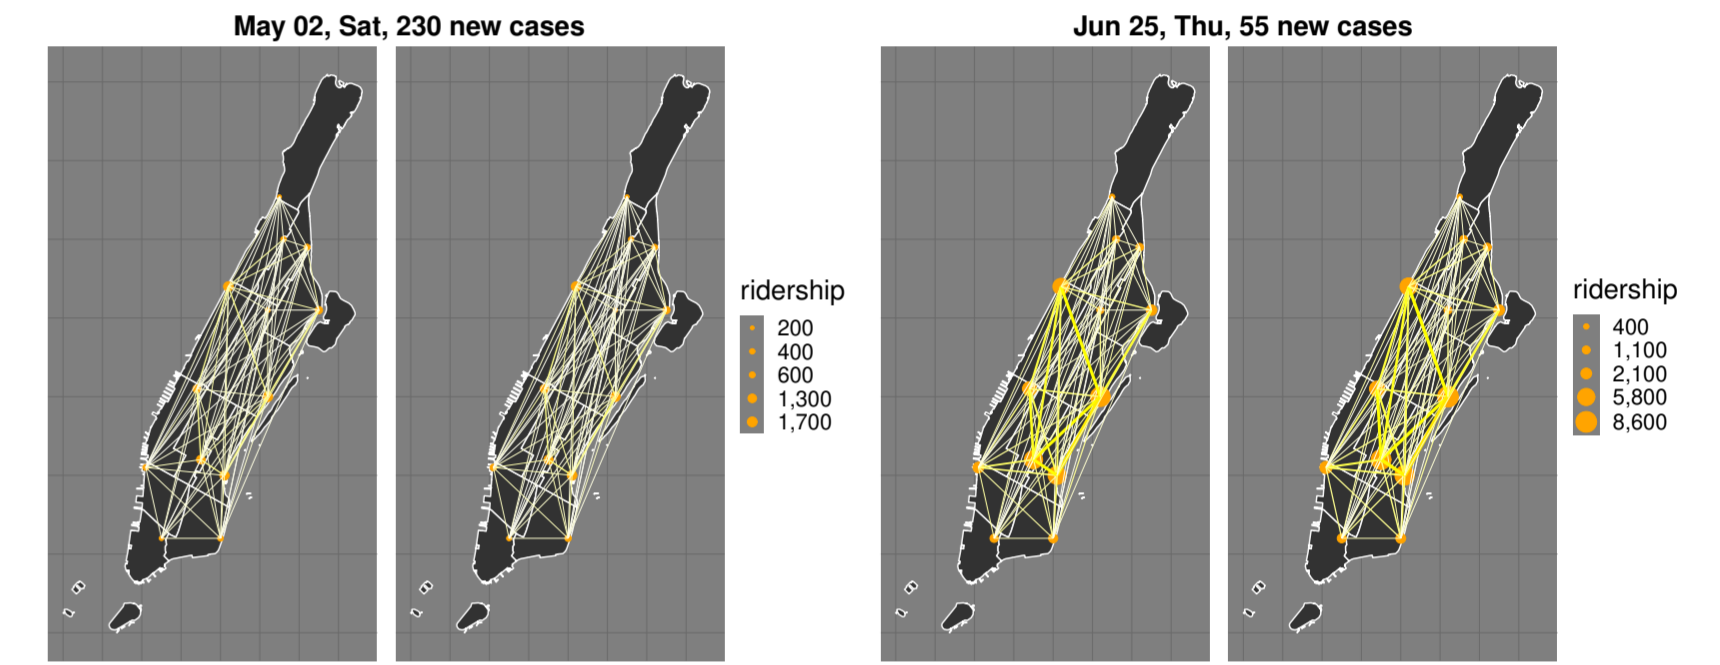 May 02, Sat, 230 new cases
ridership
200
400
600
1,300
1,700
Jun 25, Thu, 55 new cases
ridership
400
1,100
2,100
5,800
8,600